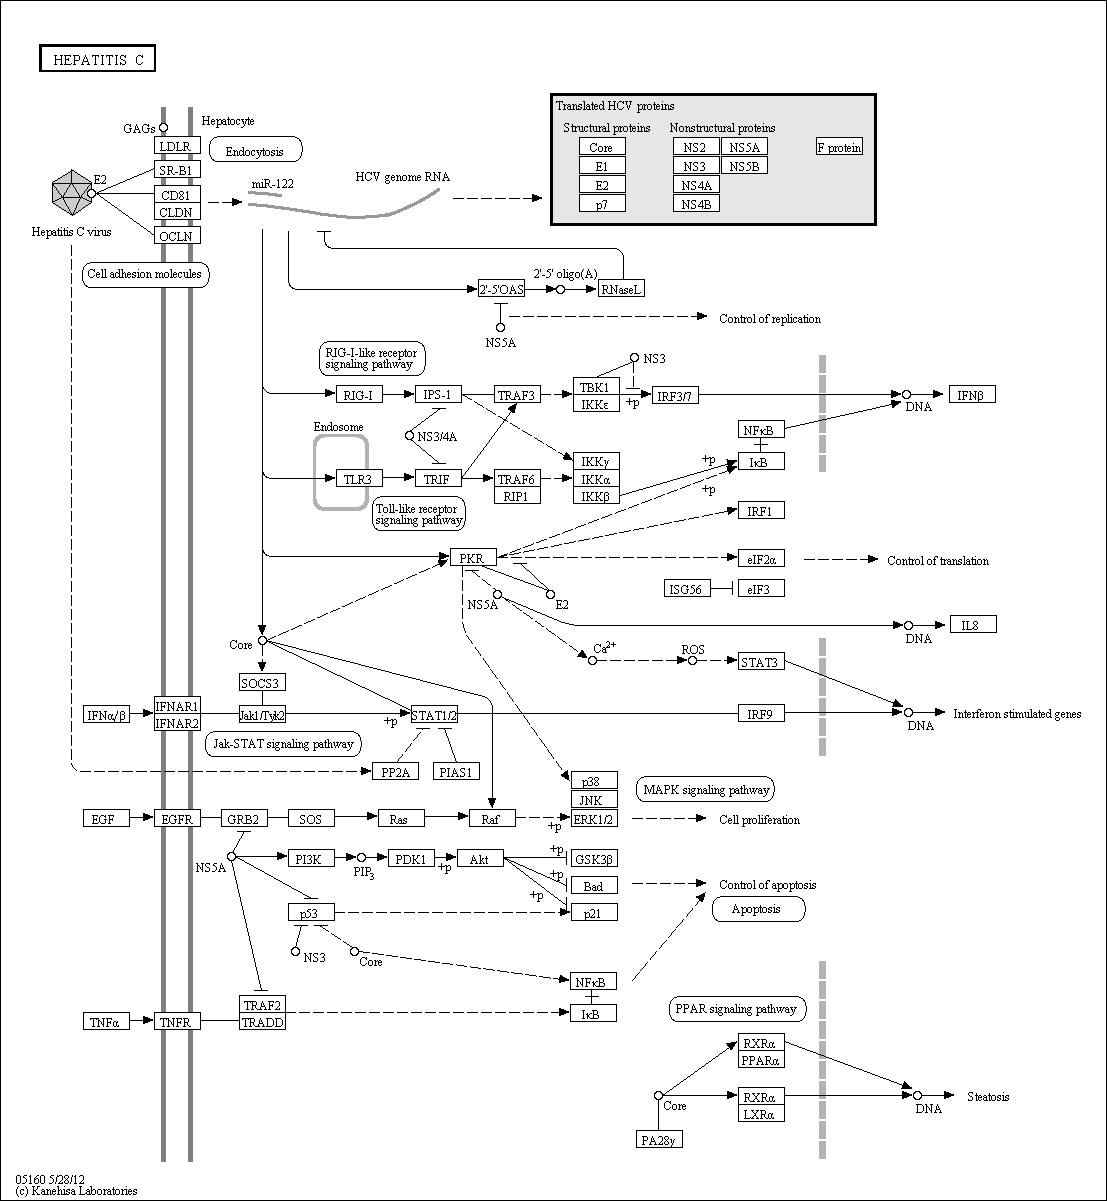 HEPATITIS C
Translated HCV proteins
Structural proteins
Nonstructural proteins
Core
NS2
NS5A
F protein
E1
NS3
NS5B
E2
NS4A
p7
NS4B
GAGs
Hepatocyte
LDLR
Endocytosis
SR-B1
E2
miR-122
HCV genome RNA
CD81
CLDN
Hepatitis C virus
OCLN
Cell adhesion molecules
2'-5' oligo(A)
2'-5'OAS
RNaseL
Control of replication
NS5A
RIG-I-like receptor
signaling pathway
NS3
RIG-I
IPS-1
TRAF3
TBK1
IKKε
+p
IRF3/7
DNA
IFNβ
Endosome
NS3/4A
NFκB
IκB
+p
+p
IKKγ
IKKα
IKKβ
TLR3
TRIF
TRAF6
RIP1
Toll-like receptor
signaling pathway
IRF1
PKR
eIF2α
Control of translation
ISG56
eIF3
NS5A
E2
DNA
IL8
Core
Ca2+
ROS
STAT3
SOCS3
IFNα/β
IFNAR1
IFNAR2
Jak1/Tyk2
+p
STAT1/2
IRF9
DNA
Interferon stimulated genes
Jak-STAT signaling pathway
PP2A
PIAS1
p38
JNK
ERK1/2
MAPK signaling pathway
EGF
EGFR
GRB2
SOS
Ras
Raf
+p
Cell proliferation
NS5A
PI3K
PIP3
PDK1
+p
Akt
+p
GSK3β
+p
Bad
Control of apoptosis
+p
p21
Apoptosis
p53
NS3
Core
NFκB
IκB
TRAF2
TRADD
TNFα
TNFR
PPAR signaling pathway
RXRα
PPARα
Core
RXRα
LXRα
DNA
Steatosis
PA28γ
05160 5/28/12
(c) Kanehisa Laboratories